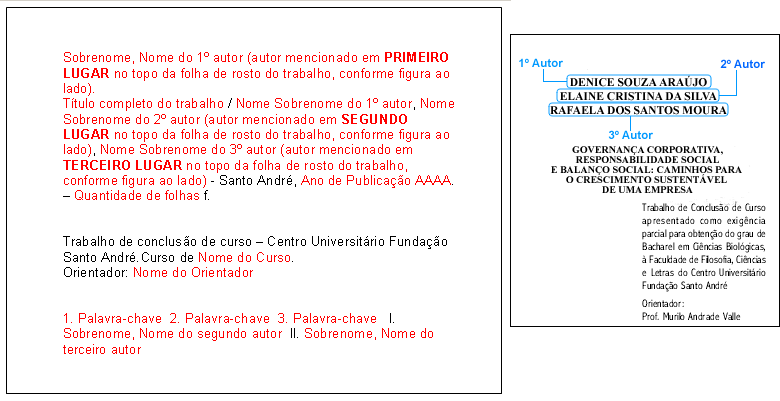 Sobrenome, Nome do 1º autor (autor mencionado em PRIMEIRO
LUGAR no topo da folha de rosto do trabalho, conforme figura ao
lado).
Título completo do trabalho / Nome Sobrenome do 1º autor, Nome
Sobrenome do 2º autor (autor mencionado em SEGUNDO
LUGAR no topo da folha de rosto do trabalho, conforme figura ao
lado), Nome Sobrenome do 3º autor (autor mencionado em
TERCEIRO LUGAR no topo da folha de rosto do trabalho,
conforme figura ao lado) - Santo André, Ano de Publicação AAAA.
– Quantidade de folhas f.
Trabalho de conclusão de curso – Centro Universitário Fundação
Santo André. Curso de Nome do Curso.
Orientador: Nome do Orientador
1. Palavra-chave 2. Palavra-chave 3. Palavra-chave I.
Sobrenome, Nome do segundo autor II. Sobrenome, Nome do
terceiro autor
1º Autor
2º Autor
DENICE SOUZA ARAÚJO
ELAINE CRISTINA DA SILVA
RAFAELA DOS SANTOS MOURA
3º Autor
GOVERNANÇA CORPORATIVA,
RESPONSABILIDADE SOCIAL
E BALANÇO SOCIAL: CAMINHOS PARA
O CRESCIMENTO SUSTENTÁVEL
DE UMA EMPRESA
Trabalho de Conclusão de Curso
apresentado como exigência
parcial para obtenção do grau de
Bacharel em Ciências Biológicas,
à Faculdade de Filosofia, Ciências
e Letras do Centro Universitário
Fundação Santo André
Orientador:
Prof. Murilo Andrade Valle